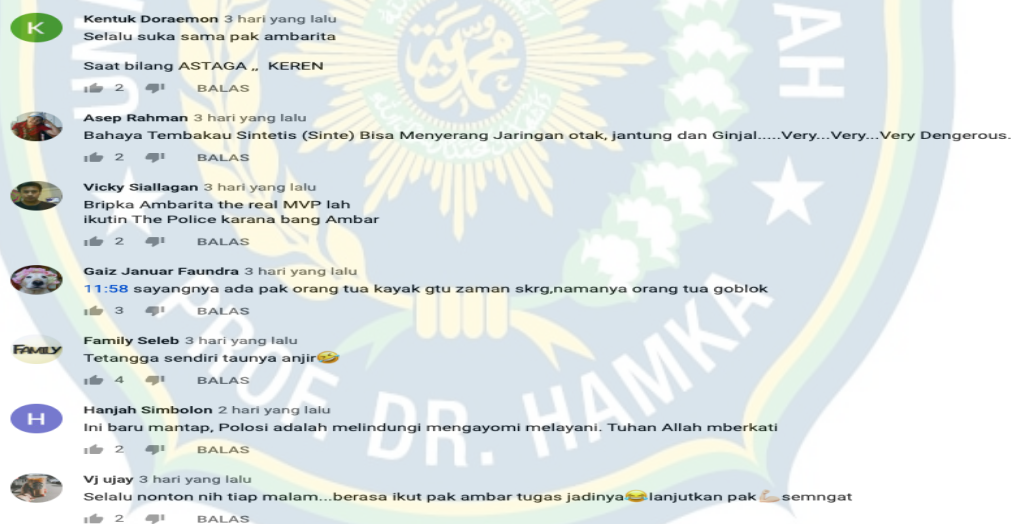 K
Kentuk Doraemon 3 hari yang lalu
Selalu suka sama pak ambarita
Saat bilang ASTAGA ,, KEREN
2 BALAS
Asep Rahman 3 hari yang lalu
Bahaya Tembakau Sintetis (Sinte) Bisa Menyerang Jaringan otak, jantung dan Ginjal.....Very...Very...Very Dengerous.
2 BALAS
Vicky Siallagan 3 hari yang lalu
Bripka Ambarita the real MVP lah
ikutin The Police karana bang Ambar
2 BALAS
Gaiz Januar Faundra 3 hari yang lalu
11:58 sayangnya ada pak orang tua kayak gtu zaman skrg,namanya orang tua goblok
3 BALAS
FAMILY
Family Seleb 3 hari yang lalu
Tetangga sendiri taunya anjir🤣
4 BALAS
H
Hanjah Simbolon 2 hari yang lalu
Ini baru mantap, Polosi adalah melindungi mengayomi melayani. Tuhan Allah mberkati
2 BALAS
Vj ujay 3 hari yang lalu
Selalu nonton nih tiap malam...berasa ikut pak ambar tugas jadinya😂lanjutkan pak💪🏻semngat
2 BALAS
PROF. DR. HAMKA